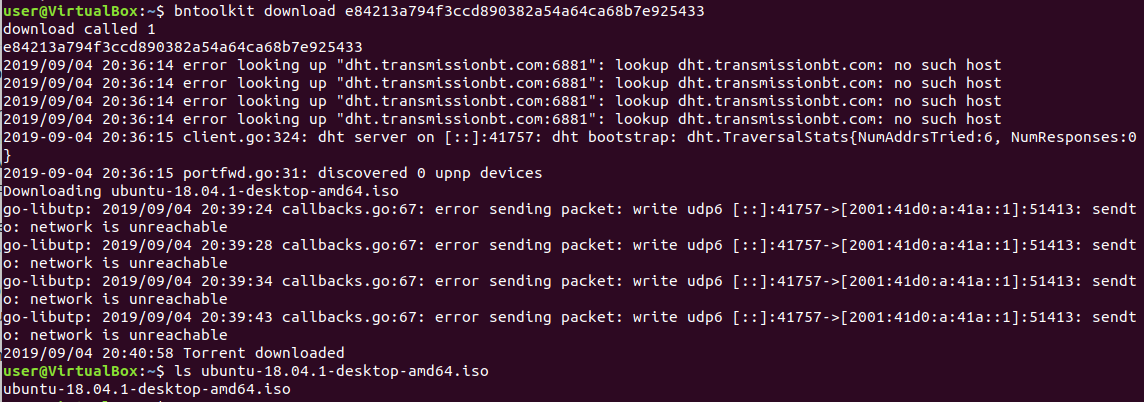 user@VirtualBox:~$ bntoolkit download e84213a794f3ccd890382a54a64ca68b7e925433
download called 1
e84213a794f3ccd890382a54a64ca68b7e925433
2019/09/04 20:36:14 error looking up "dht.transmissionbt.com:6881": lookup dht.transmissionbt.com: no such host
2019/09/04 20:36:14 error looking up "dht.transmissionbt.com:6881": lookup dht.transmissionbt.com: no such host
2019/09/04 20:36:14 error looking up "dht.transmissionbt.com:6881": lookup dht.transmissionbt.com: no such host
2019/09/04 20:36:14 error looking up "dht.transmissionbt.com:6881": lookup dht.transmissionbt.com: no such host
2019-09-04 20:36:15 client.go:324: dht server on [::]:41757: dht bootstrap: dht.TraversalStats{NumAddrsTried:6, NumResponses:0
}
2019-09-04 20:36:15 portfwd.go:31: discovered 0 upnp devices
Downloading ubuntu-18.04.1-desktop-amd64.iso
go-libutp: 2019/09/04 20:39:24 callbacks.go:67: error sending packet: write udp6 [::]:41757->[2001:41d0:a:41a::1]:51413: sendt
o: network is unreachable
go-libutp: 2019/09/04 20:39:28 callbacks.go:67: error sending packet: write udp6 [::]:41757->[2001:41d0:a:41a::1]:51413: sendt
o: network is unreachable
go-libutp: 2019/09/04 20:39:34 callbacks.go:67: error sending packet: write udp6 [::]:41757->[2001:41d0:a:41a::1]:51413: sendt
o: network is unreachable
go-libutp: 2019/09/04 20:39:43 callbacks.go:67: error sending packet: write udp6 [::]:41757->[2001:41d0:a:41a::1]:51413: sendt
o: network is unreachable
2019/09/04 20:40:58 Torrent downloaded
user@VirtualBox:~$ ls ubuntu-18.04.1-desktop-amd64.iso
ubuntu-18.04.1-desktop-amd64.iso